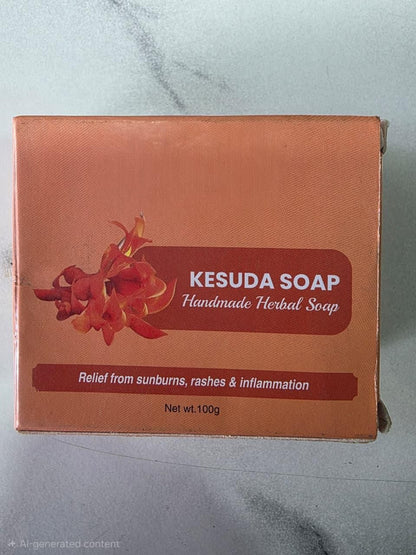 KESUDA SOAP
Handmade Herbal Soap
Relief from sunburns, rashes & inflammation
Net wt.100g
AI-generated content